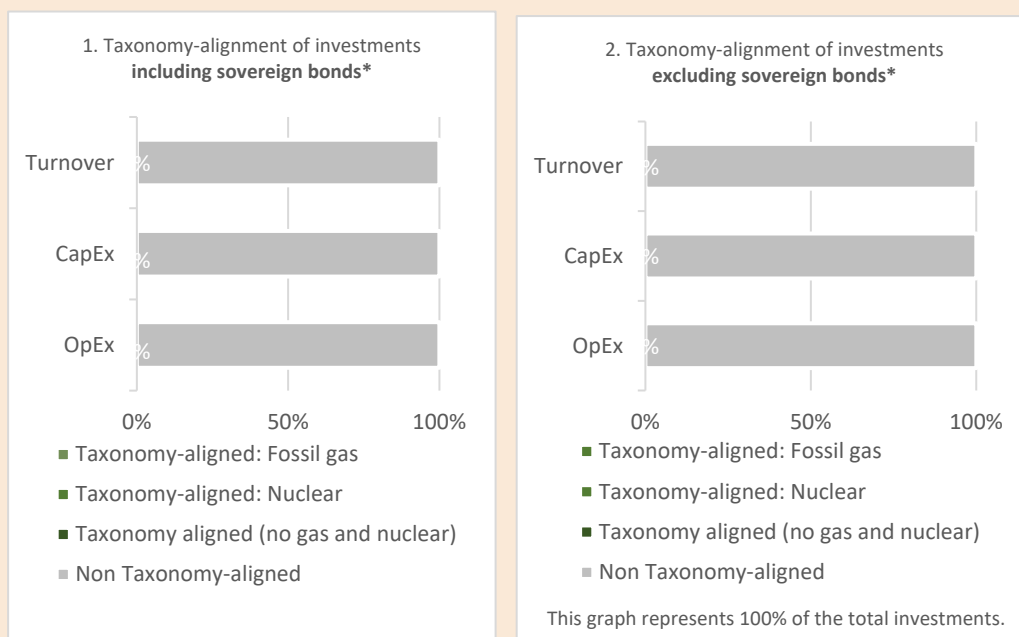 1. Taxonomy-alignment of investments
including sovereign bonds*
Turnover
%
CapEx
%
OpEx
%
0% 50% 100%
Taxonomy-aligned: Fossil gas
Taxonomy-aligned: Nuclear
Taxonomy aligned (no gas and nuclear)
Non Taxonomy-aligned
2. Taxonomy-alignment of investments
excluding sovereign bonds*
Turnover
%
CapEx
%
OpEx
%
0% 50% 100%
Taxonomy-aligned: Fossil gas
Taxonomy-aligned: Nuclear
Taxonomy aligned (no gas and nuclear)
Non Taxonomy-aligned
This graph represents 100% of the total investments.